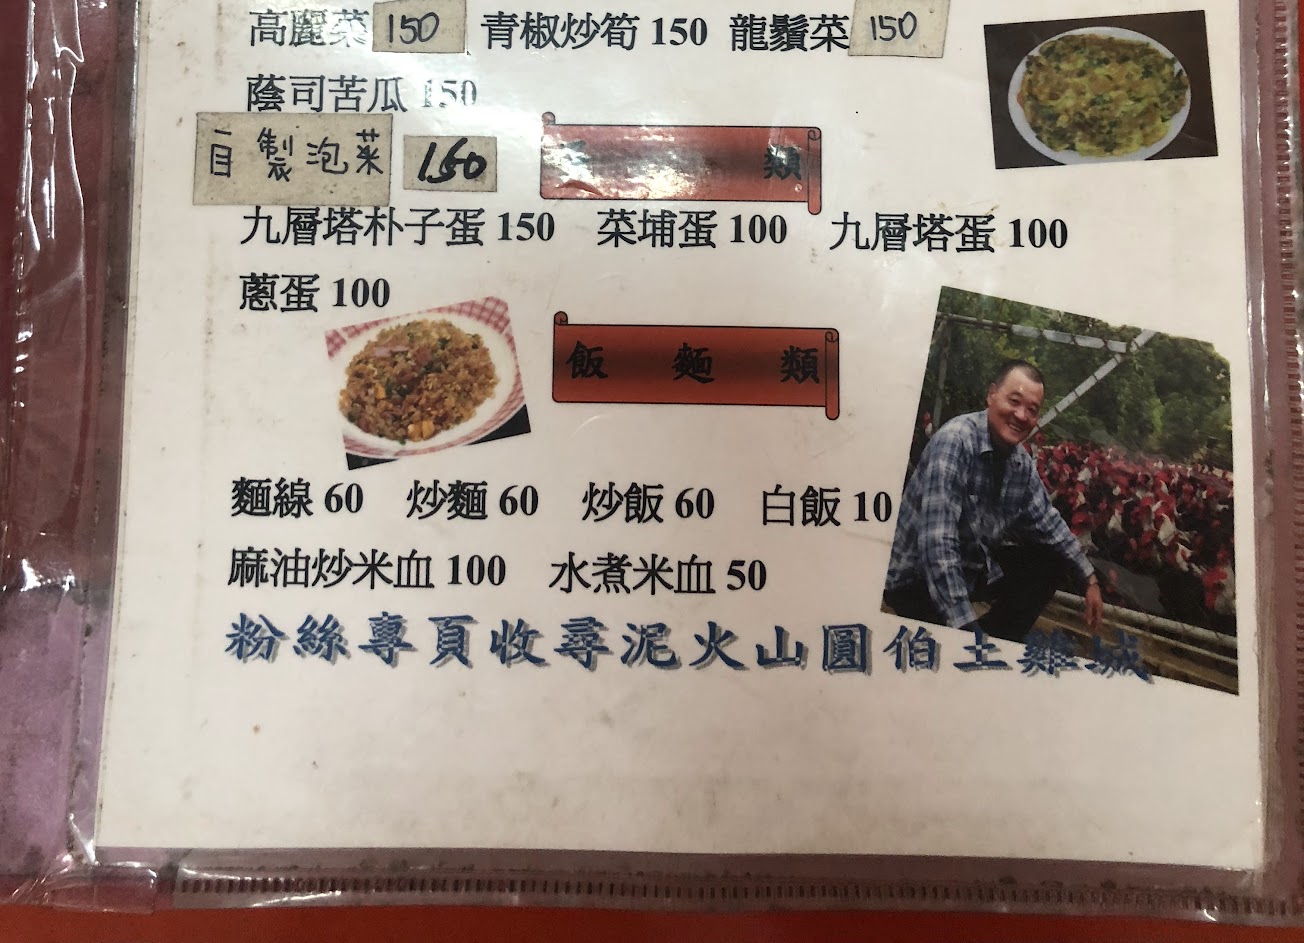 高麗菜 150 青椒炒筍 150 龍鬚菜 150
蔭司苦瓜 150
自製泡菜 150
類
九層塔朴子蛋 150 菜埔蛋 100 九層塔蛋 100
蔥蛋 100
飯麵類
麵線 60 炒麵 60 炒飯 60 白飯 10
麻油炒米血 100 水煮米血 50
粉絲專頁收尋泥火山圓伯土雞城